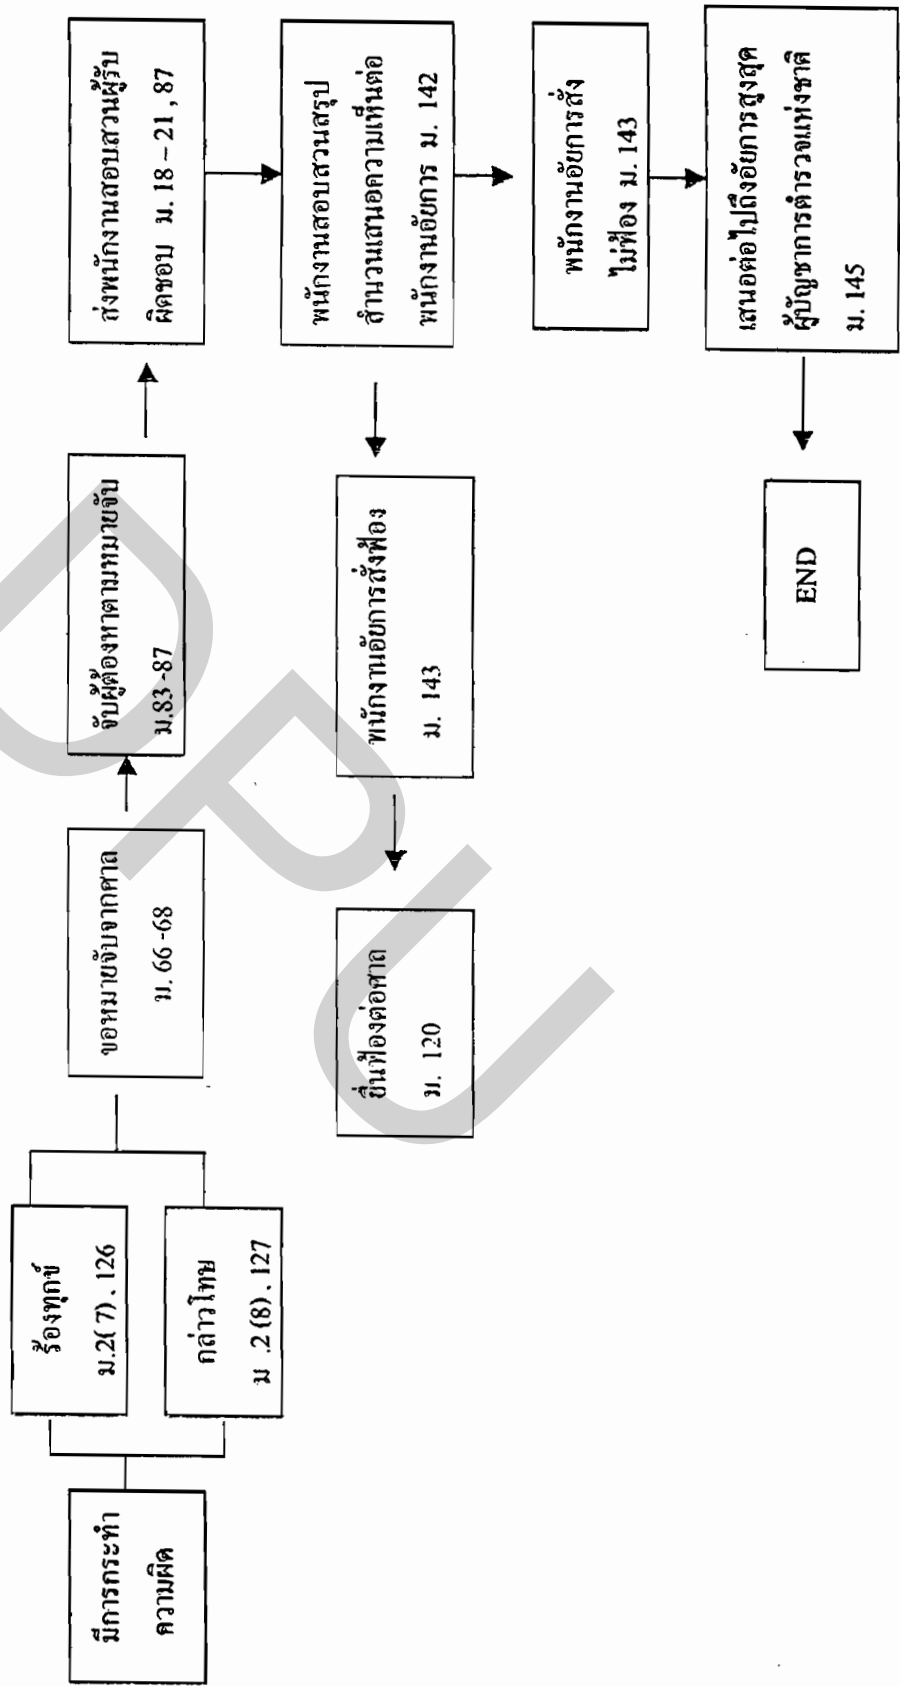 มีการกระทำ
ความผิด
ร้องทุกข์
ม.2(7).126
กล่าวโทษ
ม .2(8).127
ขอหมายจับจากศาล
ม. 66-68
จับผู้ต้องหาตามหมายจับ
ม.83-87
ส่งพนักงานสอบสวนผู้รับ
ผิดชอบ ม. 18-21, 87
พนักงานสอบสวนสรุป
สำนวนเสนอความเห็นต่อ
พนักงานอัยการ ม. 142
พนักงานอัยการสั่งฟ้อง
ม. 143
ยื่นฟ้องต่อศาล
ม. 120
พนักงานอัยการสั่ง
ไม่ฟ้อง ม. 143
เสนอต่อไปถึงอัยการสูงสุด
ผู้บัญชาการตำรวจแห่งชาติ
ม. 145
END
DPU